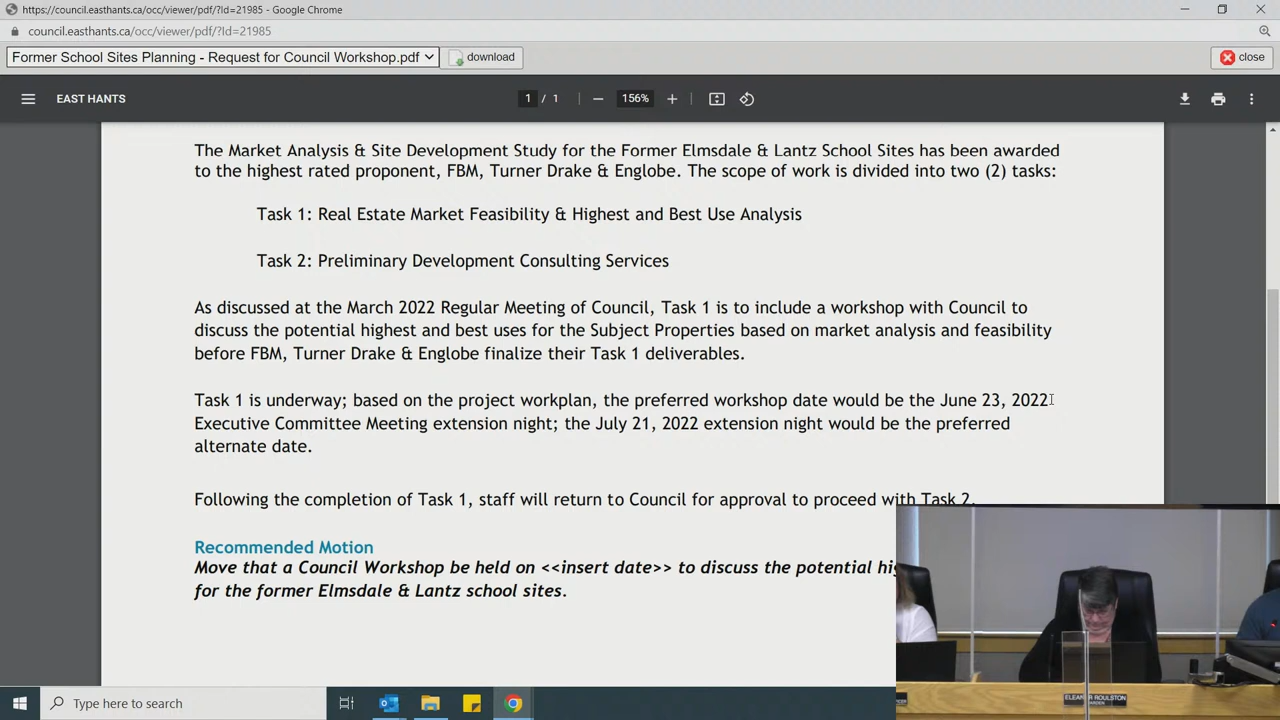 https://council.easthants.ca/occ/viewer/pdf/?Id=21985 - Google Chrome
council.easthants.ca/occ/viewer/pdf/?Id=21985
Former School Sites Planning - Request for Council Workshop.pdf
download
close
EAST HANTS
1 / 1
156%
The Market Analysis & Site Development Study for the Former Elmsdale & Lantz School Sites has been awarded
to the highest rated proponent, FBM, Turner Drake & Englobe. The scope of work is divided into two (2) tasks:
Task 1: Real Estate Market Feasibility & Highest and Best Use Analysis
Task 2: Preliminary Development Consulting Services
As discussed at the March 2022 Regular Meeting of Council, Task 1 is to include a workshop with Council to
discuss the potential highest and best uses for the Subject Properties based on market analysis and feasibility
before FBM, Turner Drake & Englobe finalize their Task 1 deliverables.
Task 1 is underway; based on the project workplan, the preferred workshop date would be the June 23, 2022
Executive Committee Meeting extension night; the July 21, 2022 extension night would be the preferred
alternate date.
Following the completion of Task 1, staff will return to Council for approval to proceed with Task 2.
Recommended Motion
Move that a Council Workshop be held on <<insert date>> to discuss the potential hig
for the former Elmsdale & Lantz school sites.
ROULSTON
Type here to search